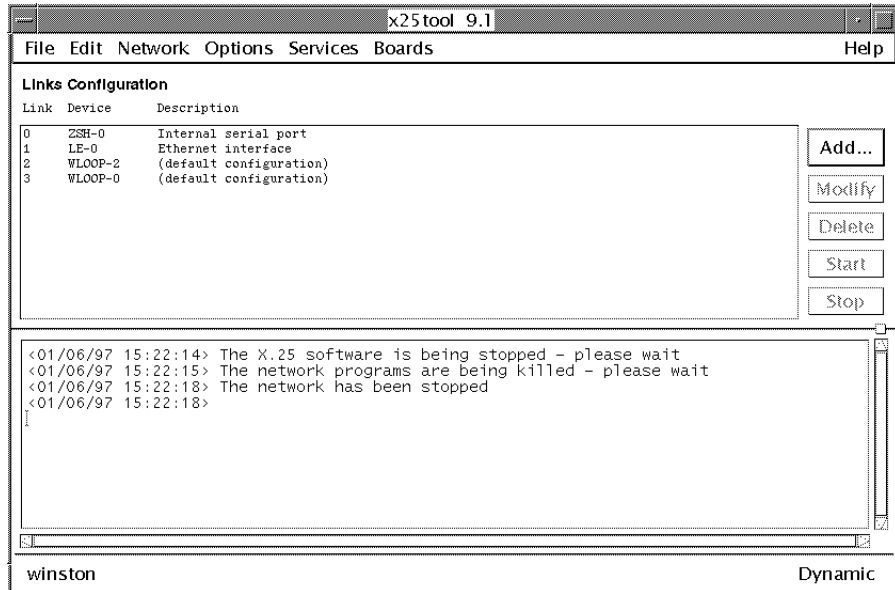 x25tool 9.1
File Edit Network Options Services Boards Help
Links Configuration
Link Device Description
0 ZSH-0 Internal serial port
1 LE-0 Ethernet interface
2 WLOOP-2 (default configuration)
3 WLOOP-0 (default configuration)
Add...
Modify
Delete
Start
Stop
<01/06/97 15:22:14> The X.25 software is being stopped – please wait
<01/06/97 15:22:15> The network programs are being killed – please wait
<01/06/97 15:22:18> The network has been stopped
<01/06/97 15:22:18>
winston Dynamic